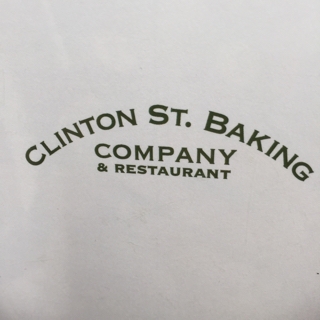 CLINTON ST. BAKING
COMPANY
& RESTAURANT